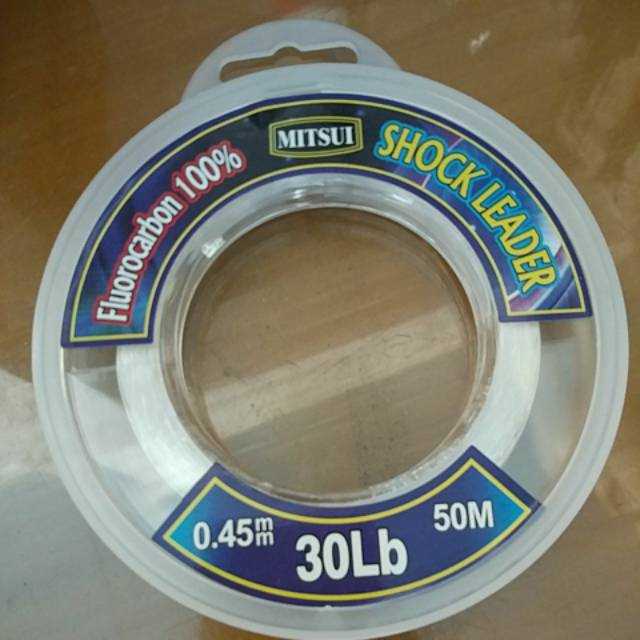 Fluorocarbon 100%
MITSUI
SHOCK LEADER
0.45mm
30Lb
50M